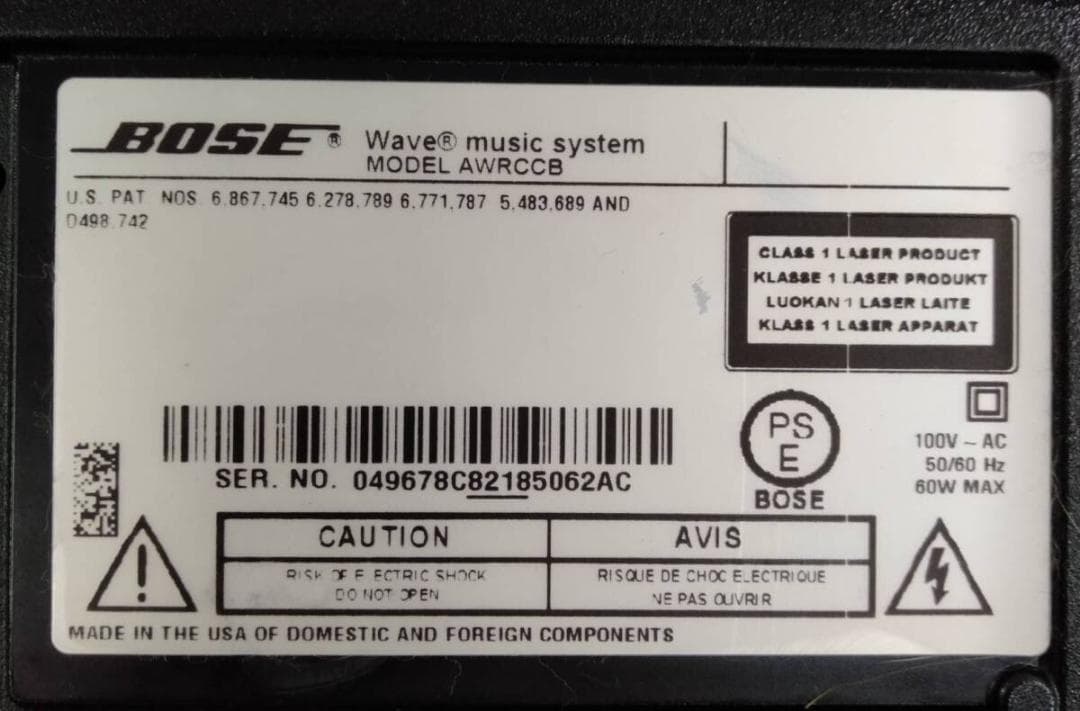 BOSE® Wave® music system
MODEL AWRCCB
U.S. PAT NOS. 6,867,745 6,278,789 6,771,787 5,483,689 AND
D498,742
CLASS 1 LASER PRODUCT
KLASSE 1 LASER PRODUKT
LUOKAN 1 LASER LAITE
KLASS 1 LASER APPARAT
PS
E
BOSE
100V ~ AC
50/60 Hz
60W MAX
SER. NO. 049678C82185062AC
CAUTION
RISK OF ELECTRIC SHOCK
DO NOT OPEN
AVIS
RISQUE DE CHOC ELECTRIQUE
NE PAS OUVRIR
MADE IN THE USA OF DOMESTIC AND FOREIGN COMPONENTS